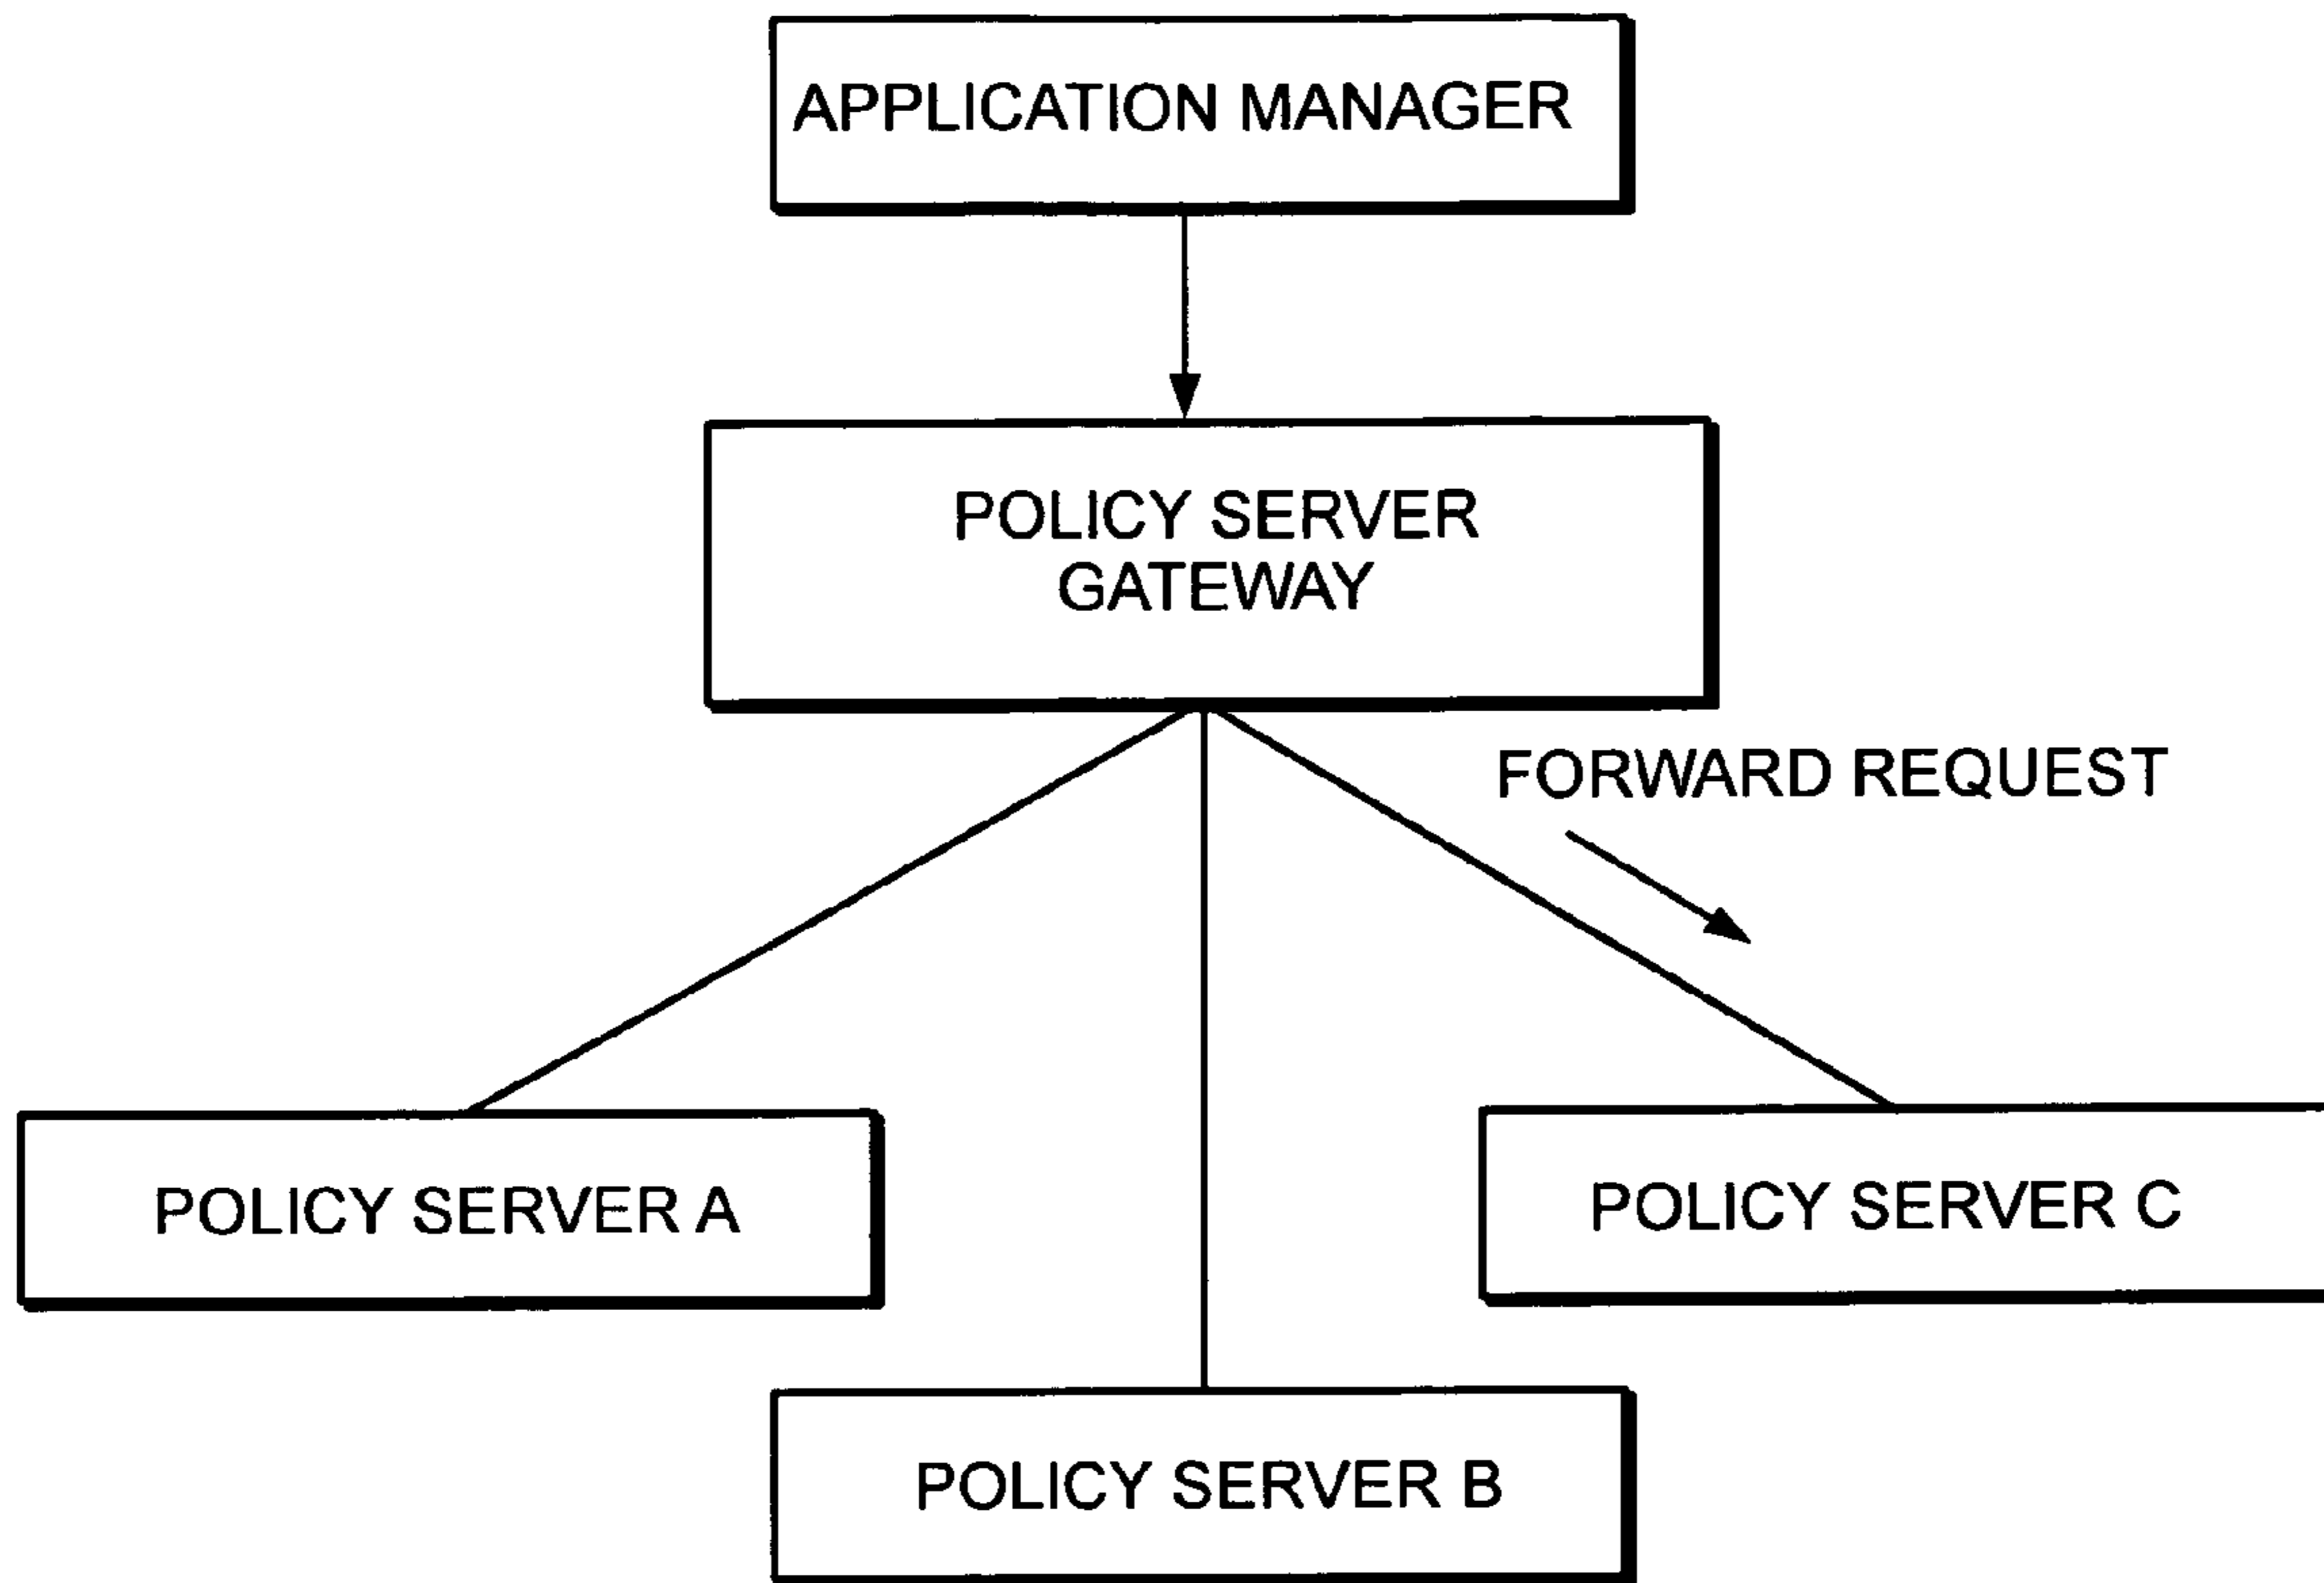 APPLICATION MANAGER
POLICY SERVER
GATEWAY
FORWARD REQUEST
POLICY SERVER A
POLICY SERVER C
POLICY SERVER B